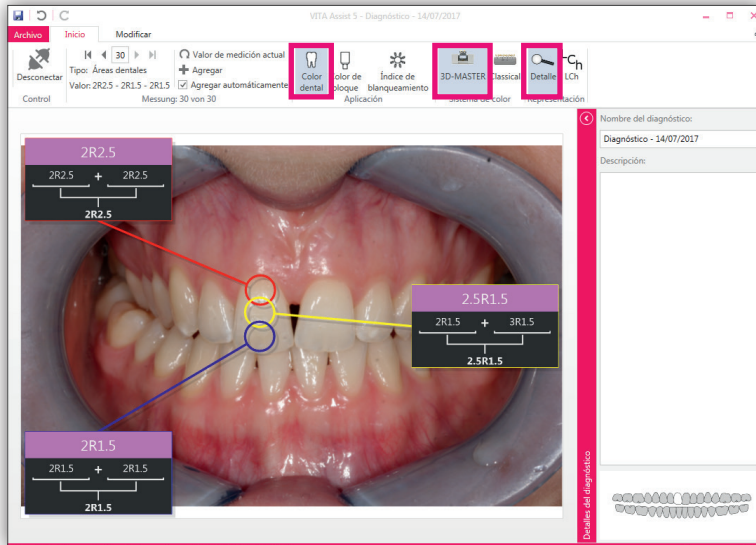 VITA Assist 5 - Diagnóstico - 14/07/2017
Archivo Inicio Modificar
Desconectar
Control
30
Tipo: Áreas dentales
Valor: 2R2.5 - 2R1.5 - 2R1.5
Valor de medición actual
Agregar
Agregar automáticamente
Messung: 30 von 30
Color dental
Color de bloque
Índice de blanqueamiento
Aplicación
3D-MASTER
Classical
Sistema de color
Detalle
LCh
Representación
2R2.5
2R2.5 + 2R2.5
2R2.5
2.5R1.5
2R1.5 + 3R1.5
2.5R1.5
2R1.5
2R1.5 + 2R1.5
2R1.5
Detalles del diagnóstico
Nombre del diagnóstico:
Diagnóstico - 14/07/2017
Descripción: